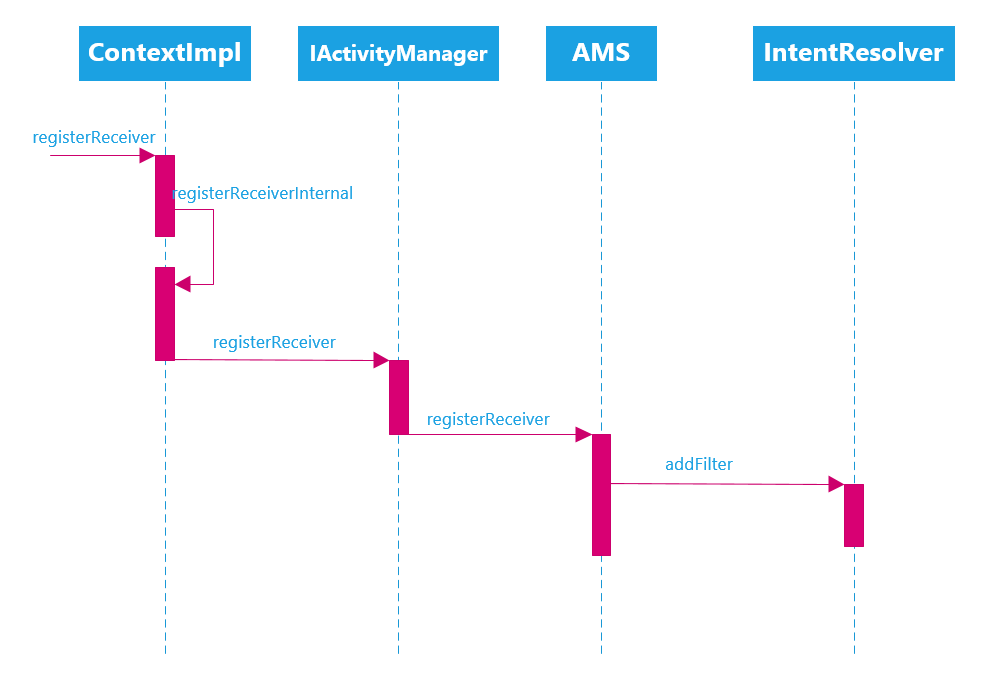 ContextImpl
IActivityManager
AMS
IntentResolver
registerReceiver
registerReceiverInternal
registerReceiver
registerReceiver
addFilter